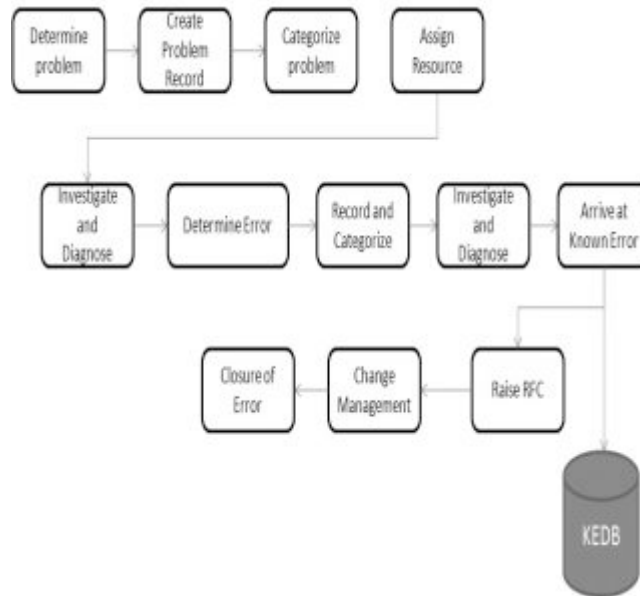 Determine
problem
Create
Problem
Record
Categorize
problem
Assign
Resource
Investigate
and
Diagnose
Determine Error
Record and
Categorize
Investigate
and
Diagnose
Arrive at
Known Error
Closure of
Error
Change
Management
Raise RFC
KEDB